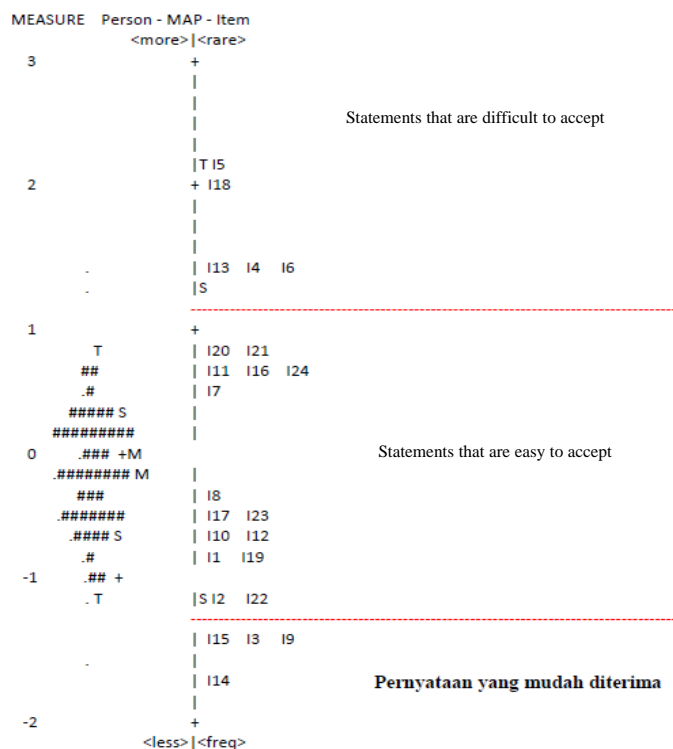 MEASURE Person - MAP - Item
<more>|<rare>
3 +
|
|
|
| Statements that are difficult to accept
|
|T I5
2 + I18
|
|
|
. | I13 I4 I6
. |S
1 +
T | I20 I21
## | I11 I16 I24
.# | I7
##### S |
######### |
0 .### +M Statements that are easy to accept
.######## M |
### | I8
.####### | I17 I23
.#### S | I10 I12
.# | I1 I19
-1 .## +
. T |S I2 I22
| I15 I3 I9
. |
| I14 Pernyataan yang mudah diterima
|
-2 +
<less>|<freq>